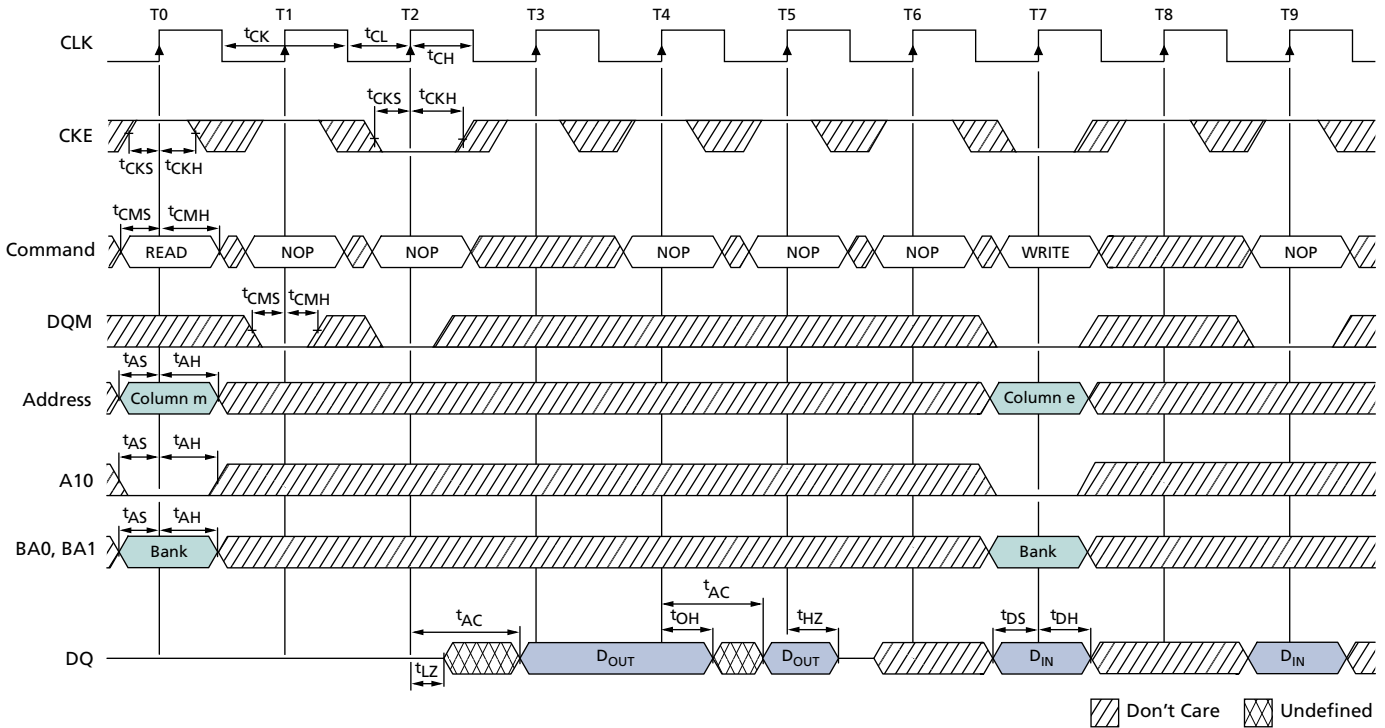 T0 T1 T2 T3 T4 T5 T6 T7 T8 T9
CLK
tCK tCL
tCH
tCKS tCKH
CKE
tCKS tCKH
tCMS tCMH
Command READ NOP NOP NOP NOP NOP WRITE NOP
tCMS tCMH
DQM
tAS tAH
Address Column m Column e
tAS tAH
A10
tAS tAH
BA0, BA1 Bank Bank
tAC
tAC tOH tHZ tDS tDH
DQ DOUT DOUT DIN DIN
tLZ
Don't Care Undefined